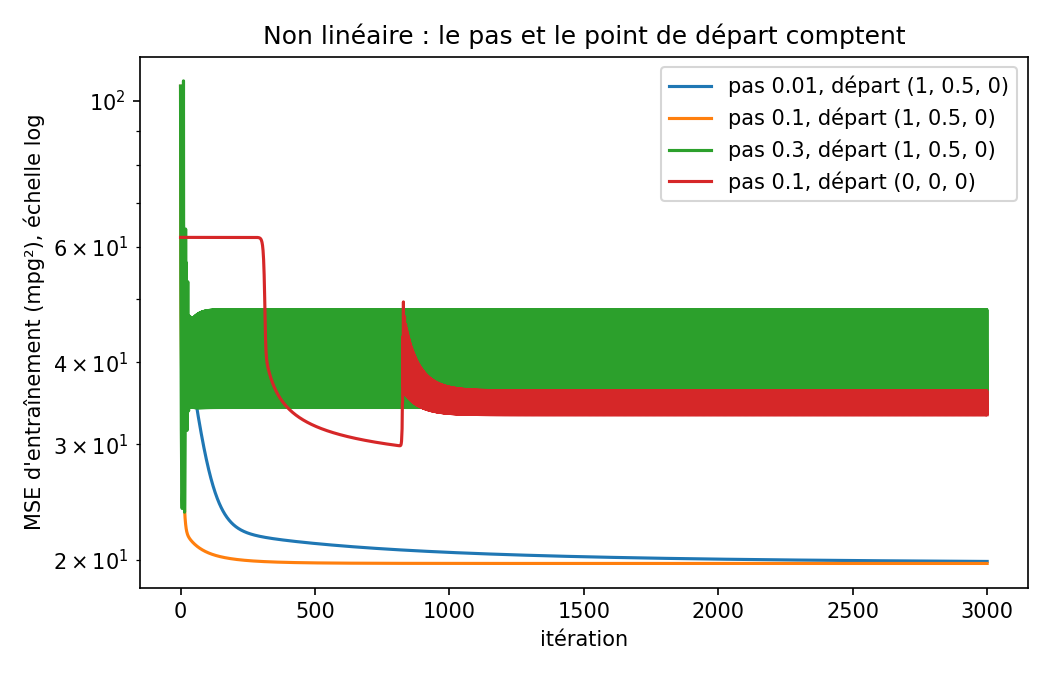 Non linéaire : le pas et le point de départ comptent
MSE d'entraînement (mpg²), échelle log
10²
6 × 10¹
4 × 10¹
3 × 10¹
2 × 10¹
pas 0.01, départ (1, 0.5, 0)
pas 0.1, départ (1, 0.5, 0)
pas 0.3, départ (1, 0.5, 0)
pas 0.1, départ (0, 0, 0)
0 500 1000 1500 2000 2500 3000
itération